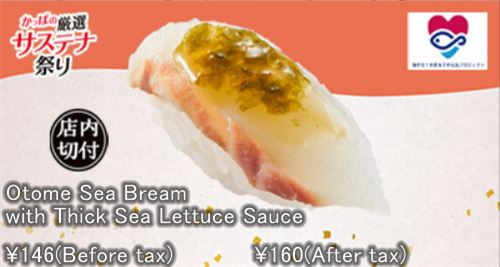 かっぱの厳選
サステナ
祭り
店内
切付
Otome Sea Bream
with Thick Sea Lettuce Sauce
¥146(Before tax) ¥160(After tax)